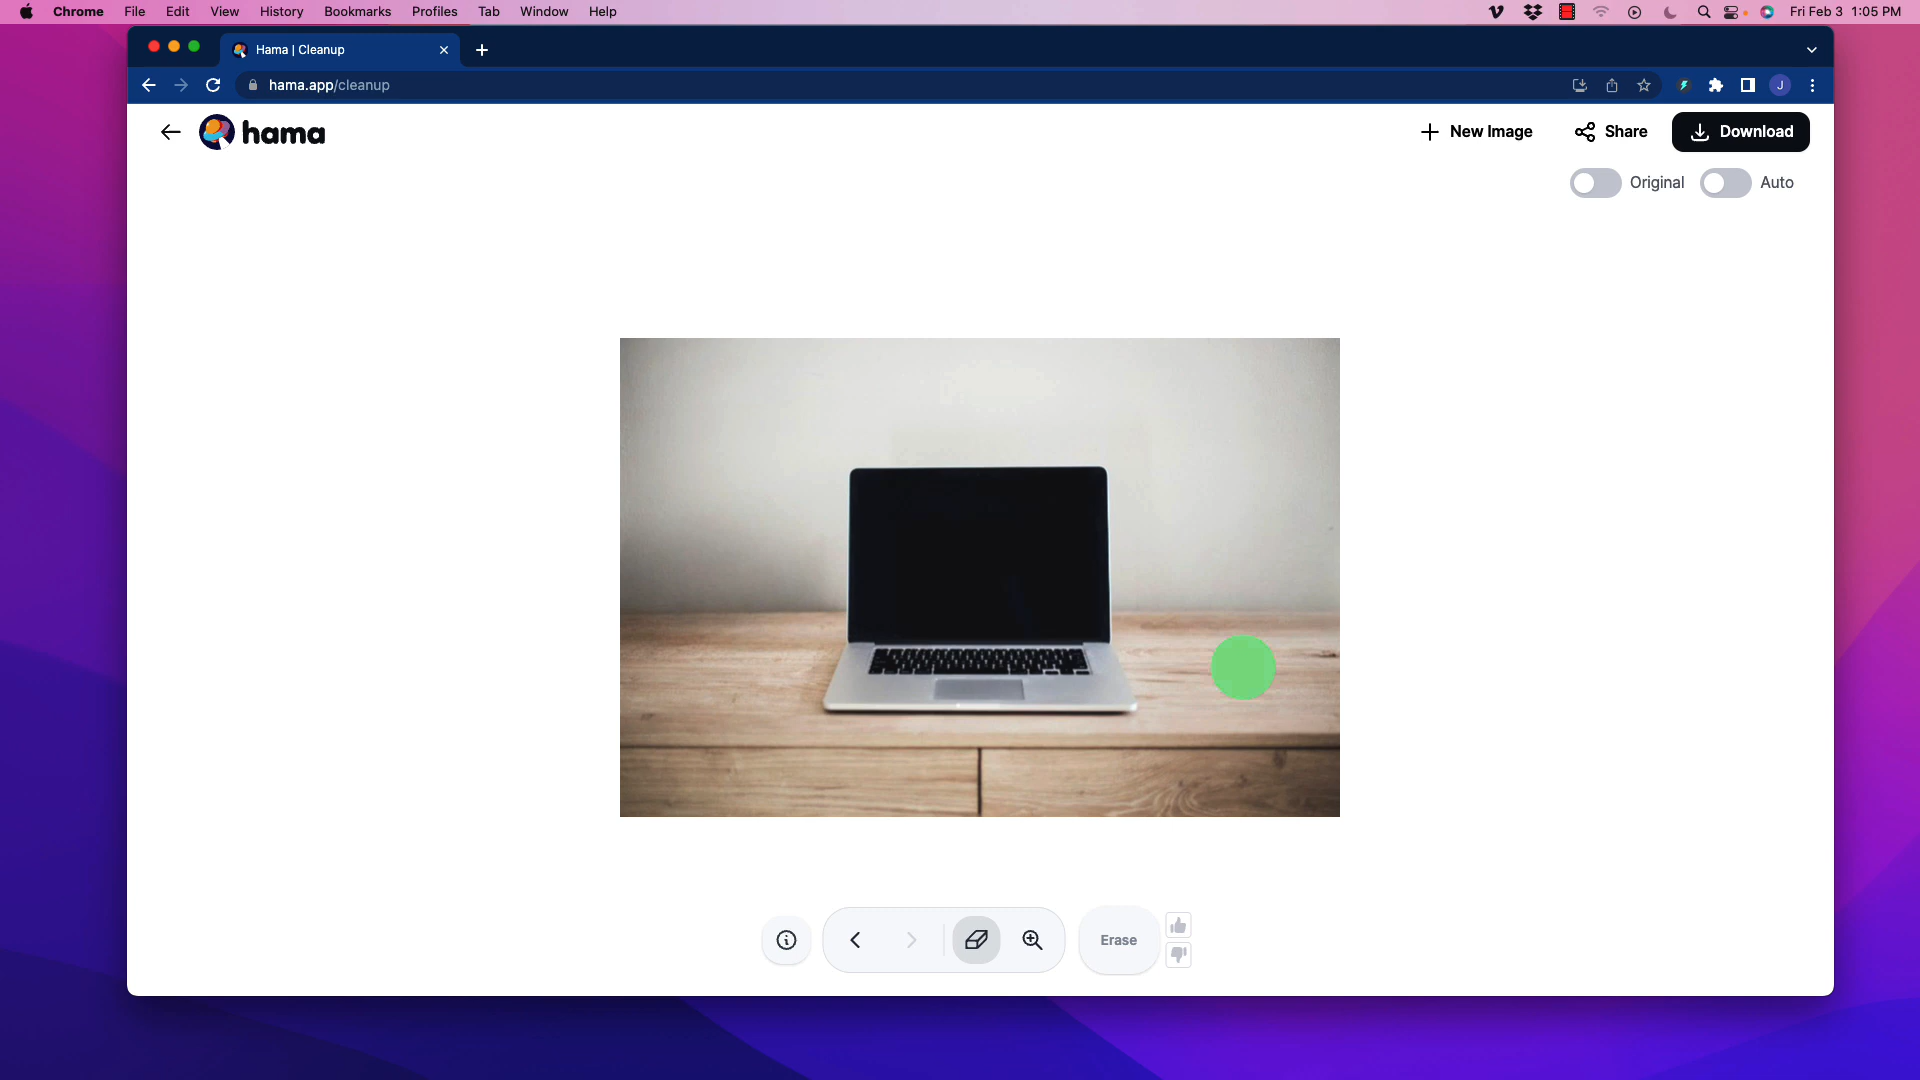 Chrome File Edit View History Bookmarks Profiles Tab Window Help Fri Feb 3 1:05 PM
Hama | Cleanup
hama.app/cleanup J
hama New Image Share Download
Original Auto
Erase